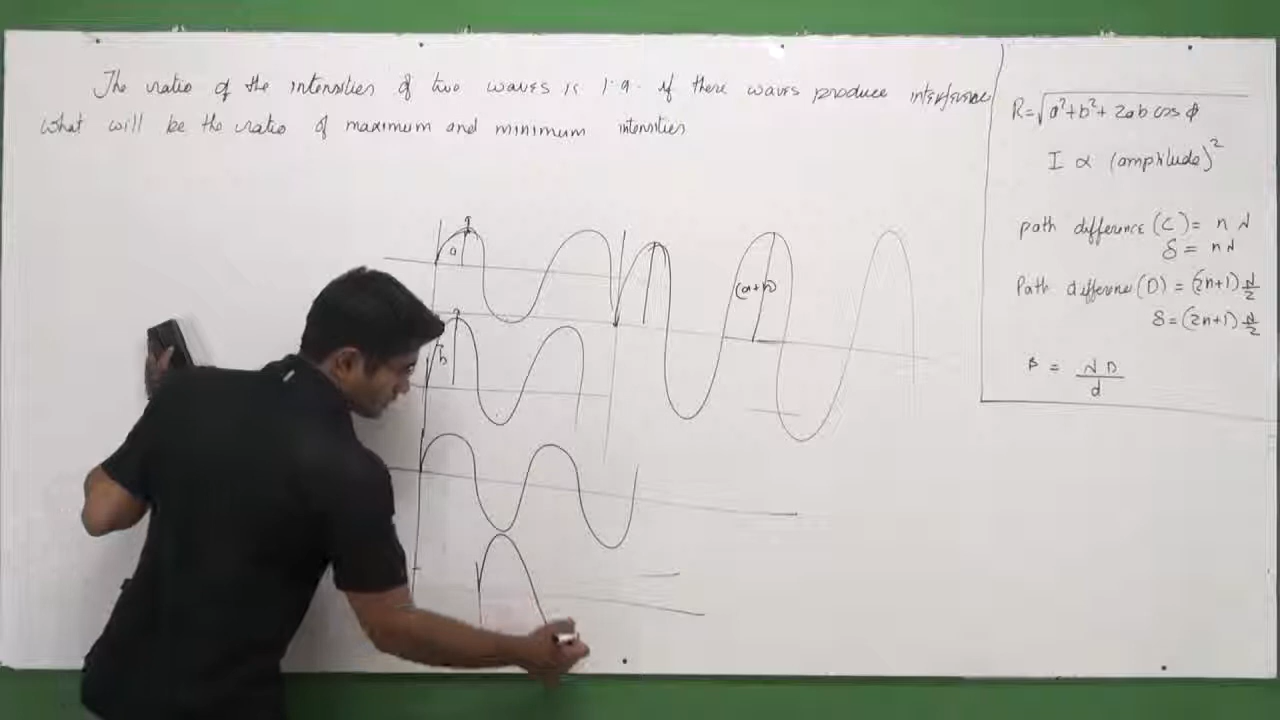 The ratio of the intensities of two waves is 1:9. if there waves produce interference
what will be the ratio of maximum and minimum intensities
a
b
(a+b)
R=√a²+b²+2ab cos ϕ
I ∝ (amplitude)²
path difference (C) = nλ
δ = nλ
Path difference (D) = (2n+1) λ/2
δ = (2n+1) λ/2
β = λD/d